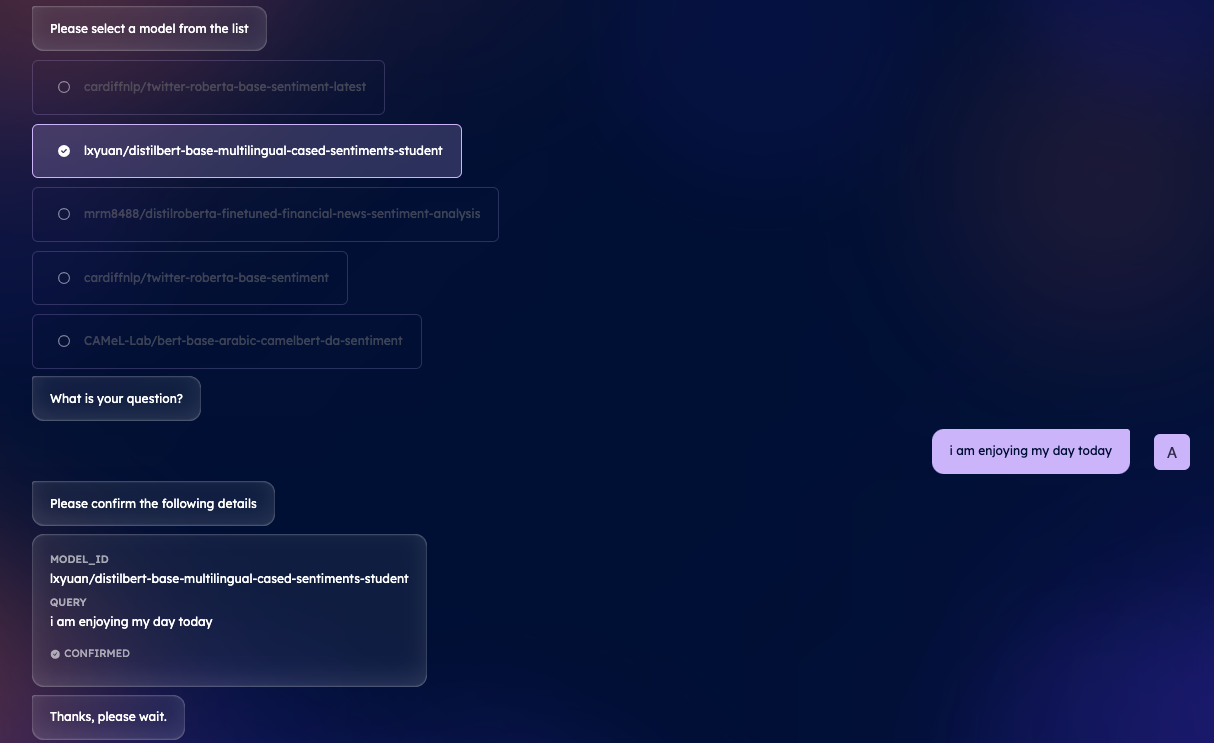 Please select a model from the list
cardiffnlp/twitter-roberta-base-sentiment-latest
lxyuan/distilbert-base-multilingual-cased-sentiments-student
mrm8488/distilroberta-finetuned-financial-news-sentiment-analysis
cardiffnlp/twitter-roberta-base-sentiment
CAMeL-Lab/bert-base-arabic-camelbert-da-sentiment
What is your question?
i am enjoying my day today
A
Please confirm the following details
MODEL_ID
lxyuan/distilbert-base-multilingual-cased-sentiments-student
QUERY
i am enjoying my day today
CONFIRMED
Thanks, please wait.